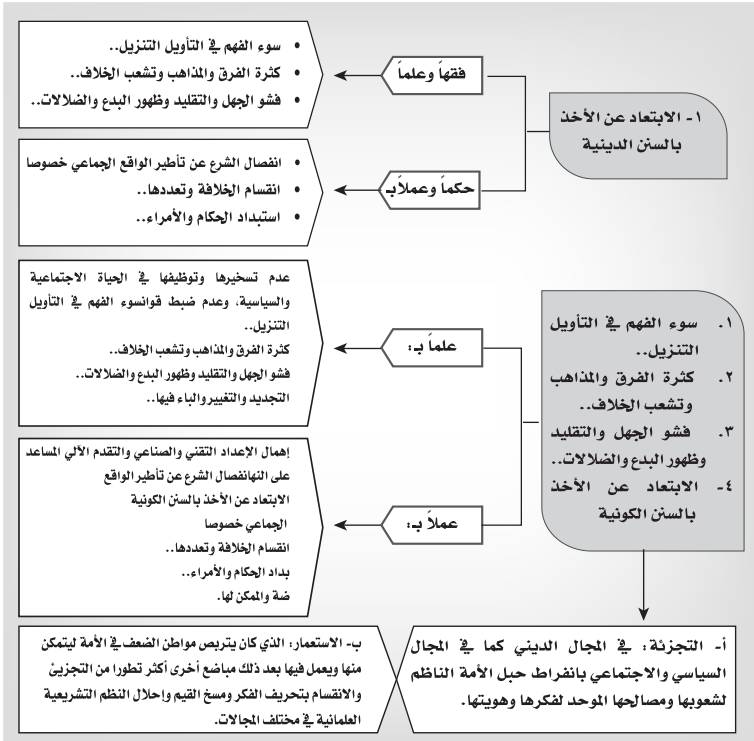 ١- الابتعاد عن الأخذ
بالسنن الدينية
فقهاً وعلماً
• سوء الفهم في التأويل التنزيل..
• كثرة الفرق والمذاهب وتشعب الخلاف..
• فشو الجهل والتقليد وظهور البدع والضلالات..
حكماً وعملاً بـ
• انفصال الشرع عن تأطير الواقع الجماعي خصوصا
• انقسام الخلافة وتعددها..
• استبداد الحكام والأمراء..
١. سوء الفهم في التأويل
التنزيل..
٢. كثرة الفرق والمذاهب
وتشعب الخلاف..
٣. فشو الجهل والتقليد
وظهور البدع والضلالات..
٤- الابتعاد عن الأخذ
بالسنن الكونية
علماً بـ:
عدم تسخيرها وتوظيفها في الحياة الاجتماعية
والسياسية، وعدم ضبط قوانسوء الفهم في التأويل
التنزيل..
كثرة الفرق والمذاهب وتشعب الخلاف..
فشو الجهل والتقليد وظهور البدع والضلالات..
التجديد والتغيير والباء فيها..
عملاً بـ:
إهمال الإعداد التقني والصناعي والتقدم الآلي المساعد
على النهانفصال الشرع عن تأطير الواقع
الابتعاد عن الأخذ بالسنن الكونية
الجماعي خصوصا
انقسام الخلافة وتعددها..
بداد الحكام والأمراء..
ضة والممكن لها.
أ- التجزئة: في المجال الديني كما في المجال
السياسي والاجتماعي بانفراط حبل الأمة الناظم
لشعوبها ومصالحها الموحد لفكرها وهويتها.
ب- الاستعمار: الذي كان يتربص مواطن الضعف في الأمة ليتمكن
منها ويعمل فيها بعد ذلك مباضع أخرى أكثر تطورا من التجزيئ
والانقسام بتحريف الفكر ومسخ القيم وإحلال النظم التشريعية
العلمانية في مختلف المجالات.